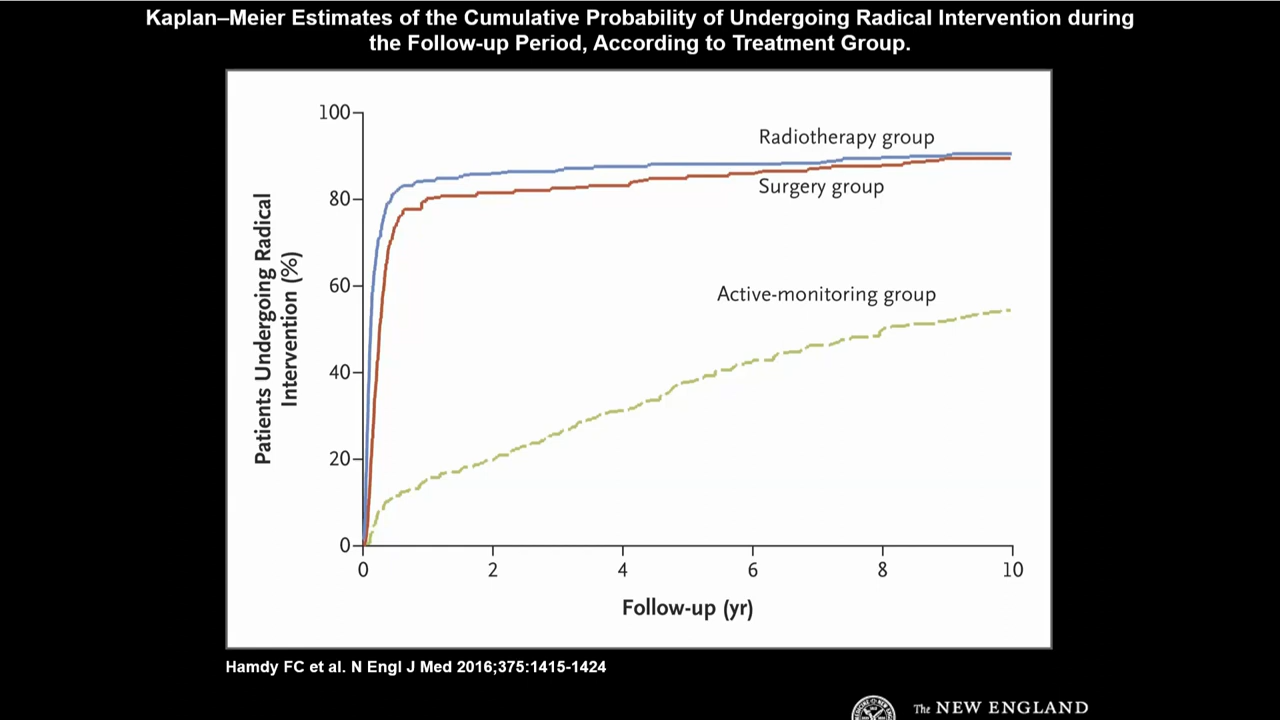 Kaplan–Meier Estimates of the Cumulative Probability of Undergoing Radical Intervention during
the Follow-up Period, According to Treatment Group.
100
80
60
40
20
0
Patients Undergoing Radical
Intervention (%)
Radiotherapy group
Surgery group
Active-monitoring group
0 2 4 6 8 10
Follow-up (yr)
Hamdy FC et al. N Engl J Med 2016;375:1415-1424
The NEW ENGLAND